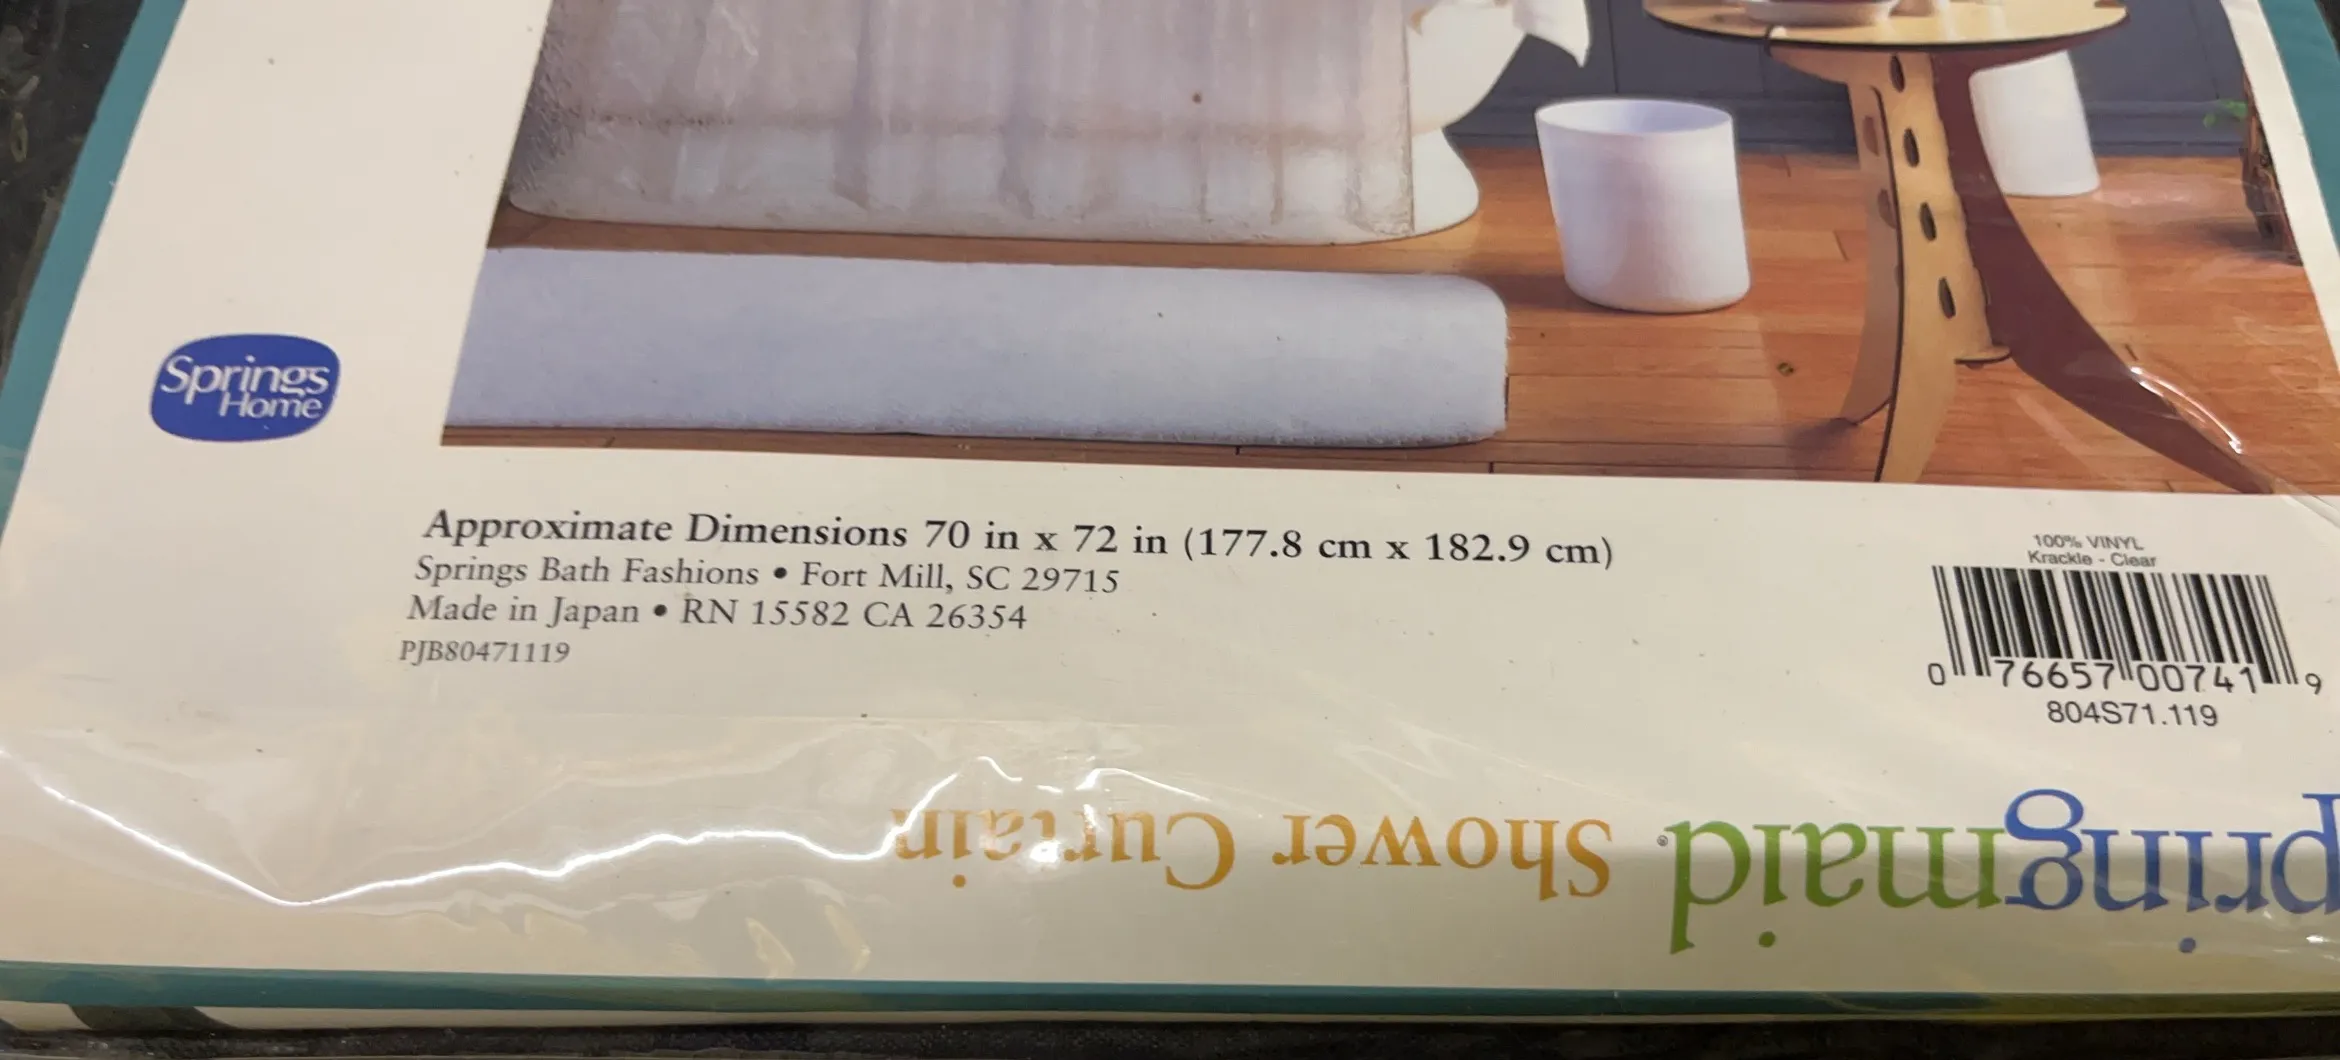 Springs
Home
Approximate Dimensions 70 in x 72 in (177.8 cm x 182.9 cm)
Springs Bath Fashions • Fort Mill, SC 29715
Made in Japan • RN 15582 CA 26354
PJB80471119
100% VINYL
Krackle - Clear
0 76657 00741 9
804S71.119
pringmaid® Shower Curtain